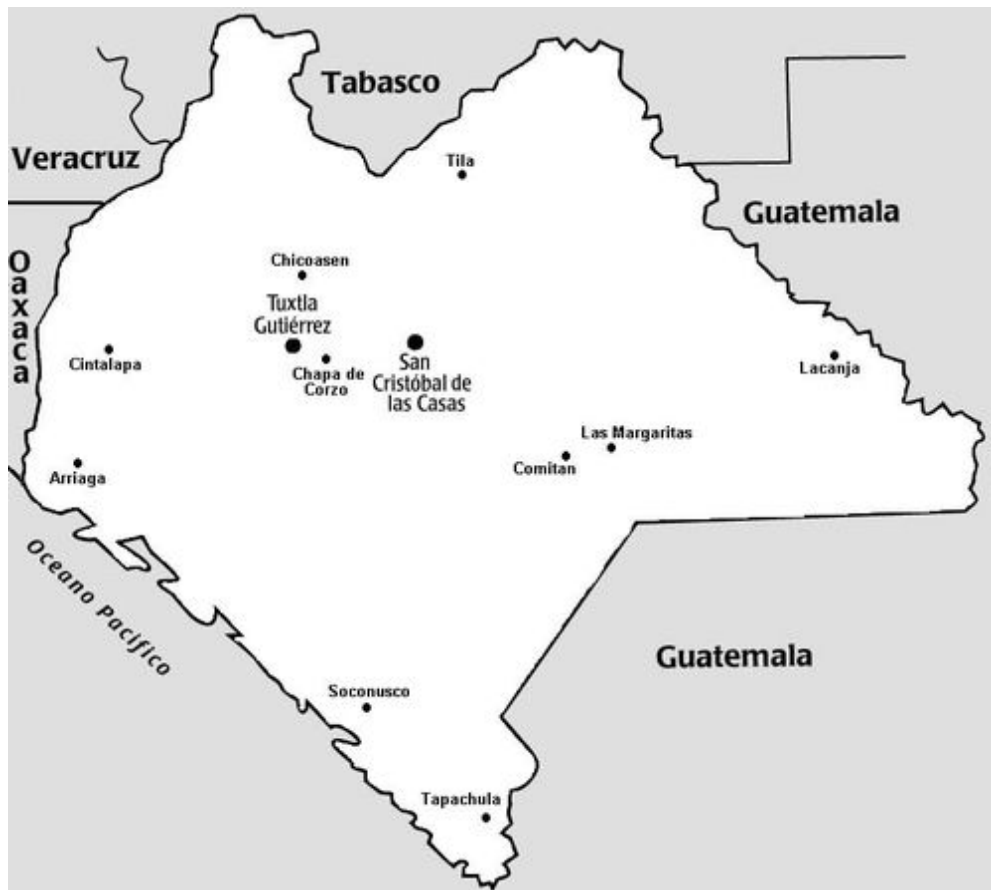 Tabasco
Veracruz
Tila
Guatemala
Oaxaca
Chicoasen
Tuxtla
Gutiérrez
Cintalapa
Chapa de
Corzo
San
Cristóbal de
las Casas
Lacanja
Las Margaritas
Comitan
Arriaga
Oceano Pacífico
Guatemala
Soconusco
Tapachula